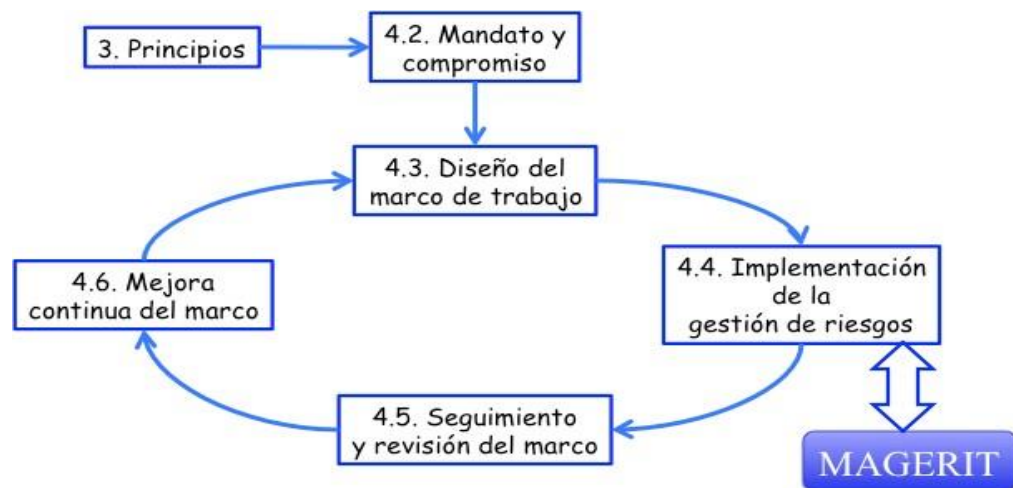 3. Principios
4.2. Mandato y
compromiso
4.3. Diseño del
marco de trabajo
4.4. Implementación
de la
gestión de riesgos
4.6. Mejora
continua del marco
4.5. Seguimiento
y revisión del marco
MAGERIT